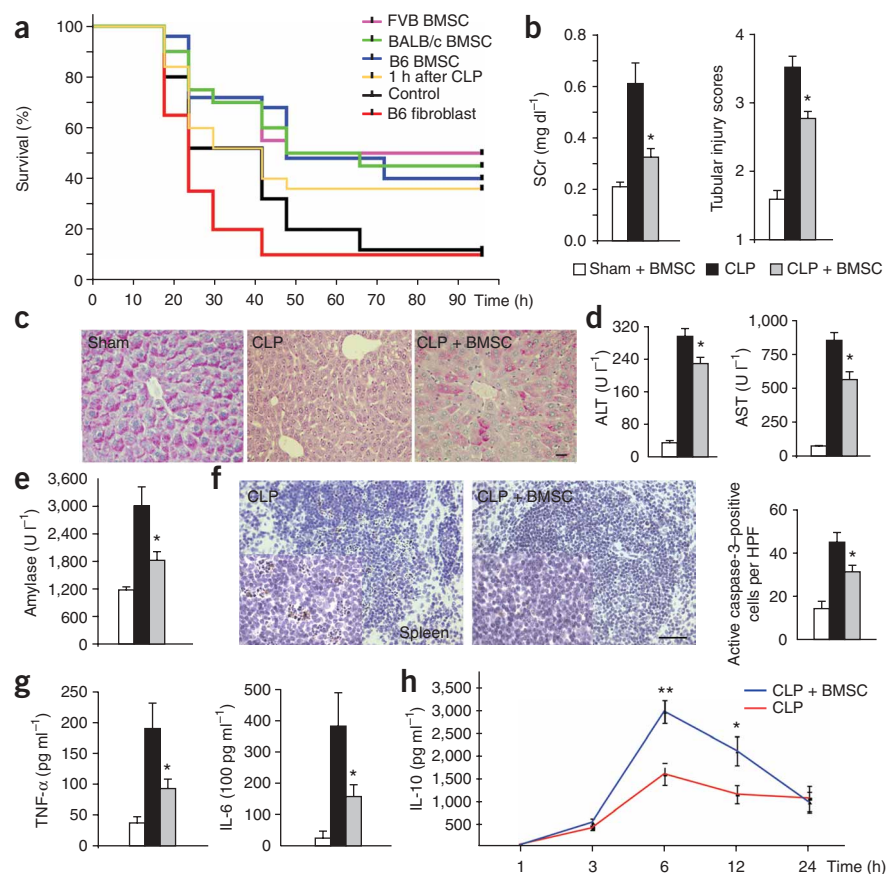 a
Survival (%)
100
80
60
40
20
0
0 10 20 30 40 50 60 70 80 90 Time (h)
FVB BMSC
BALB/c BMSC
B6 BMSC
1 h after CLP
Control
B6 fibroblast
b
SCr (mg dl⁻¹)
0.8
0.6
0.4
0.2
0.0
*
Tubular injury scores
4
3
2
1
*
Sham + BMSC CLP CLP + BMSC
c
Sham
CLP
CLP + BMSC
d
ALT (U l⁻¹)
320
240
160
80
0
*
AST (U l⁻¹)
1,000
750
500
250
0
*
e
Amylase (U l⁻¹)
3,600
3,000
2,400
1,800
1,200
600
0
*
f
CLP
Spleen
CLP + BMSC
Active caspase-3–positive
cells per HPF
60
40
20
0
*
g
TNF-α (pg ml⁻¹)
250
200
150
100
50
0
*
IL-6 (100 pg ml⁻¹)
500
400
300
200
100
0
*
h
IL-10 (pg ml⁻¹)
3,500
3,000
2,500
2,000
1,500
1,000
500
**
*
CLP + BMSC
CLP
1 3 6 12 24 Time (h)